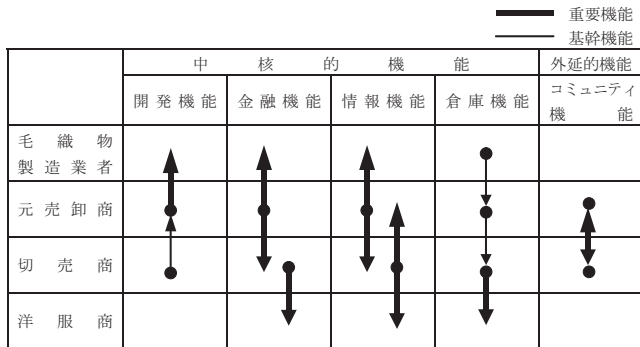 重要機能
基幹機能
中核的機能
外延的機能
開発機能
金融機能
情報機能
倉庫機能
コミュニティ
機能
毛織物
製造業者
元売卸商
切売商
洋服商